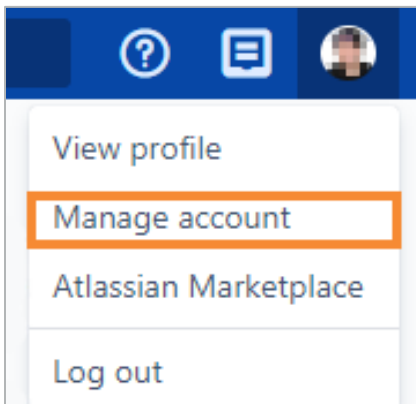 View profile
Manage account
Atlassian Marketplace
Log out